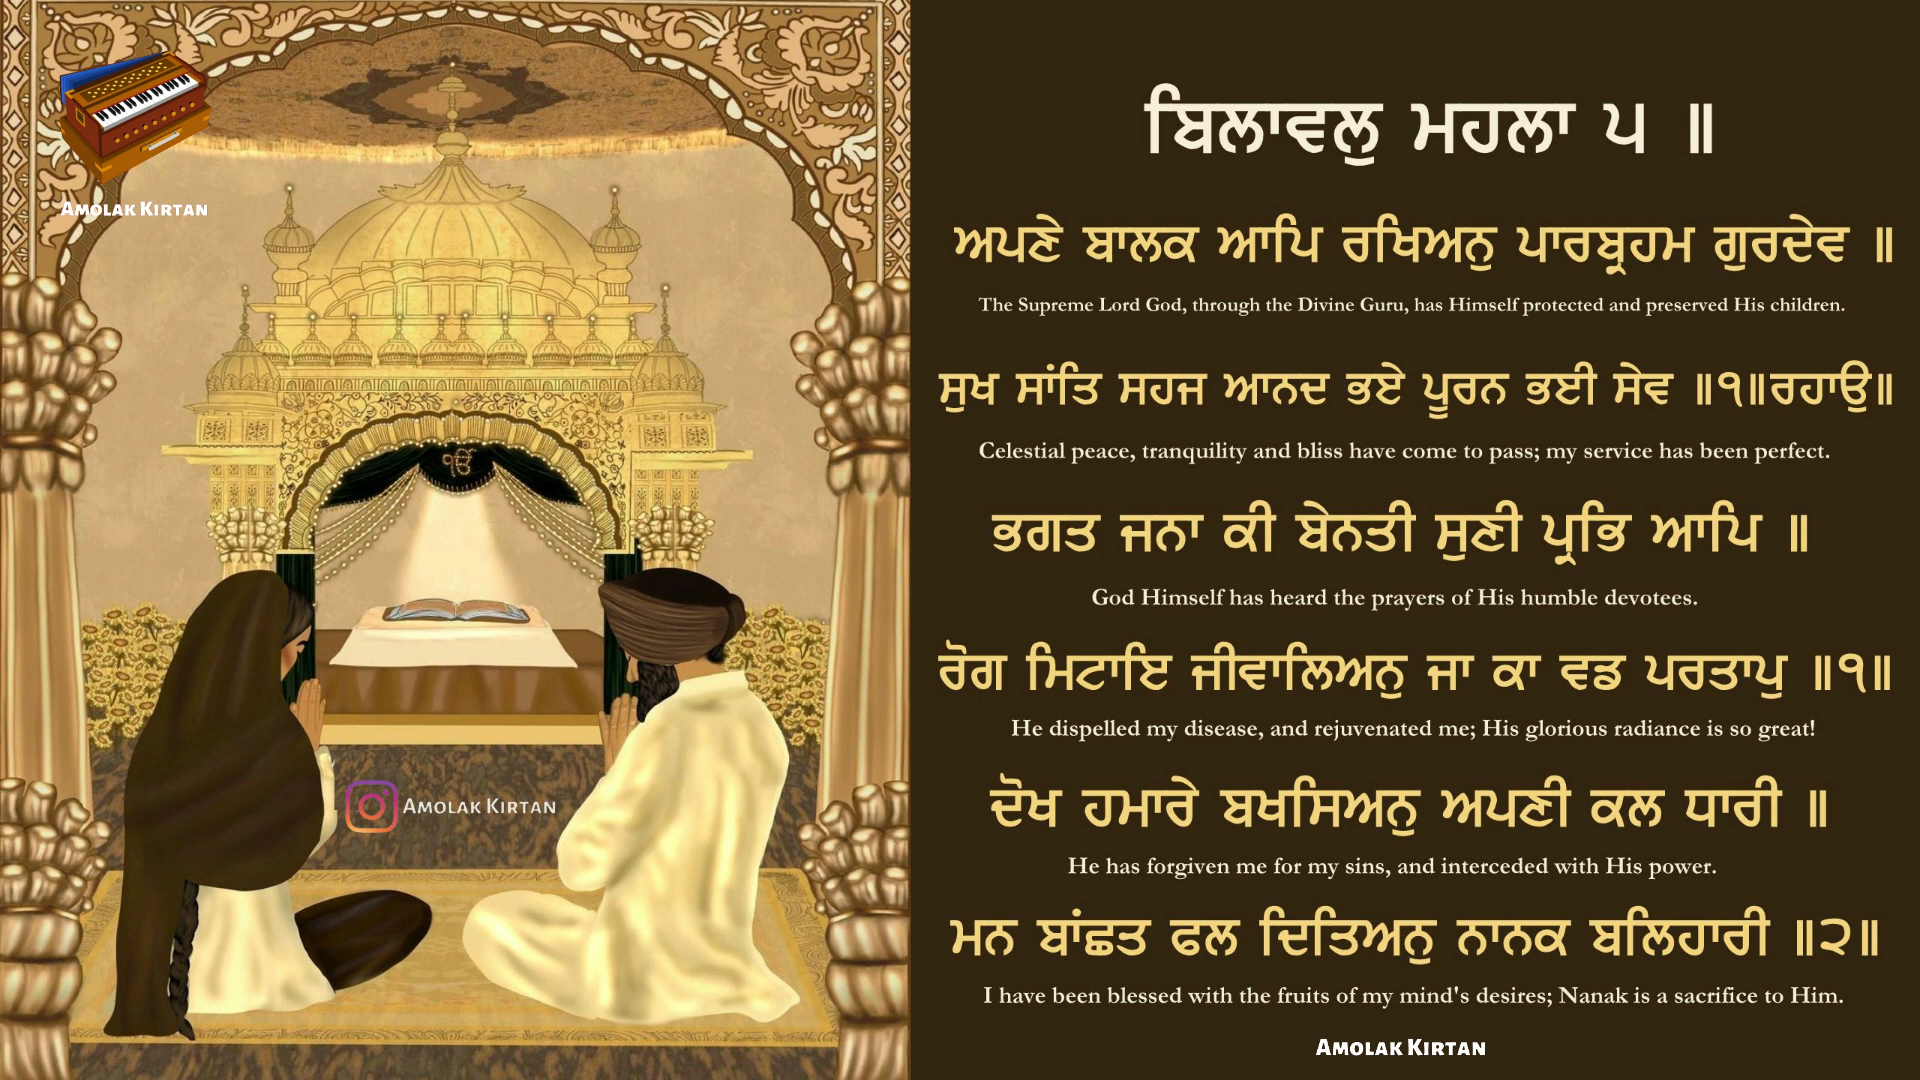 AMOLAK KIRTAN
ੴ
AMOLAK KIRTAN
ਬਿਲਾਵਲੁ ਮਹਲਾ ੫ ॥
ਅਪਣੇ ਬਾਲਕ ਆਪਿ ਰਖਿਅਨੁ ਪਾਰਬ੍ਰਹਮ ਗੁਰਦੇਵ ॥
The Supreme Lord God, through the Divine Guru, has Himself protected and preserved His children.
ਸੁਖ ਸਾਂਤਿ ਸਹਜ ਆਨਦ ਭਏ ਪੂਰਨ ਭਈ ਸੇਵ ॥੧॥ਰਹਾਉ॥
Celestial peace, tranquility and bliss have come to pass; my service has been perfect.
ਭਗਤ ਜਨਾ ਕੀ ਬੇਨਤੀ ਸੁਣੀ ਪ੍ਰਭਿ ਆਪਿ ॥
God Himself has heard the prayers of His humble devotees.
ਰੋਗ ਮਿਟਾਇ ਜੀਵਾਲਿਅਨੁ ਜਾ ਕਾ ਵਡ ਪਰਤਾਪੁ ॥੧॥
He dispelled my disease, and rejuvenated me; His glorious radiance is so great!
ਦੋਖ ਹਮਾਰੇ ਬਖਸਿਅਨੁ ਅਪਣੀ ਕਲ ਧਾਰੀ ॥
He has forgiven me for my sins, and interceded with His power.
ਮਨ ਬਾਂਛਤ ਫਲ ਦਿਤਿਅਨੁ ਨਾਨਕ ਬਲਿਹਾਰੀ ॥੨॥
I have been blessed with the fruits of my mind's desires; Nanak is a sacrifice to Him.
AMOLAK KIRTAN